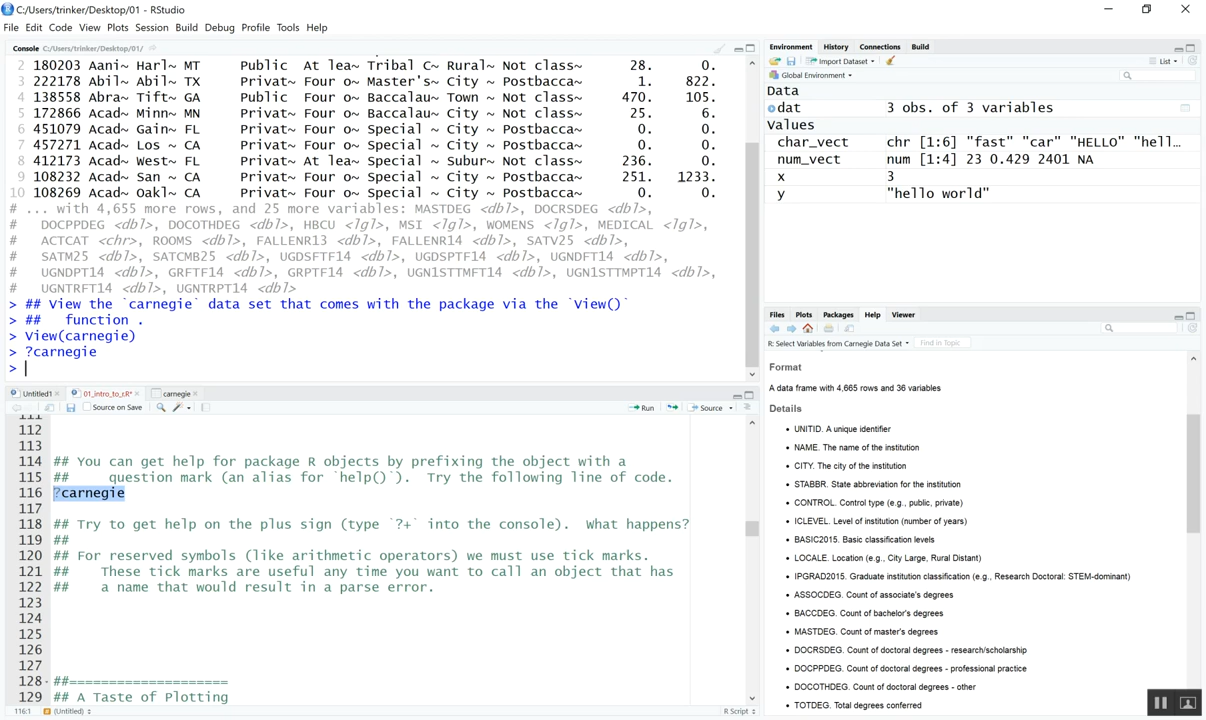 C:/Users/trinker/Desktop/01 - RStudio
File Edit Code View Plots Session Build Debug Profile Tools Help
Console C:/Users/trinker/Desktop/01/
2 180203 Aani~ Harl~ MT Public At lea~ Tribal C~ Rural~ Not class~ 28. 0.
3 222178 Abil~ Abil~ TX Privat~ Four o~ Master's~ City ~ Postbacca~ 1. 822.
4 138558 Abra~ Tift~ GA Public Four o~ Baccalau~ Town ~ Not class~ 470. 105.
5 172866 Acad~ Minn~ MN Privat~ Four o~ Baccalau~ City ~ Not class~ 25. 6.
6 451079 Acad~ Gain~ FL Privat~ Four o~ Special ~ City ~ Postbacca~ 0. 0.
7 457271 Acad~ Los ~ CA Privat~ Four o~ Special ~ City ~ Postbacca~ 0. 0.
8 412173 Acad~ West~ FL Privat~ At lea~ Special ~ Subur~ Not class~ 236. 0.
9 108232 Acad~ San ~ CA Privat~ Four o~ Special ~ City ~ Postbacca~ 251. 1233.
10 108269 Acad~ Oakl~ CA Privat~ Four o~ Special ~ City ~ Postbacca~ 0. 0.
# ... with 4,655 more rows, and 25 more variables: MASTDEG <dbl>, DOCRSDEG <dbl>,
# DOCPPDEG <dbl>, DOCOTHDEG <dbl>, HBCU <lgl>, MSI <lgl>, WOMENS <lgl>, MEDICAL <lgl>,
# ACTCAT <chr>, ROOMS <dbl>, FALLENR13 <dbl>, FALLENR14 <dbl>, SATV25 <dbl>,
# SATM25 <dbl>, SATCMB25 <dbl>, UGDSFTF14 <dbl>, UGDSPTF14 <dbl>, UGNDFT14 <dbl>,
# UGNDPT14 <dbl>, GRFTF14 <dbl>, GRPTF14 <dbl>, UGN1STTMFT14 <dbl>, UGN1STTMPT14 <dbl>,
# UGNTRFT14 <dbl>, UGNTRPT14 <dbl>
> ## View the `carnegie` data set that comes with the package via the `View()`
> ## function .
> View(carnegie)
> ?carnegie
>
Untitled1 01_intro_to_r.R* carnegie
Source on Save Run Source
111
112
113
114 ## You can get help for package R objects by prefixing the object with a
115 ## question mark (an alias for `help()`). Try the following line of code.
116 ?carnegie
117
118 ## Try to get help on the plus sign (type `?+` into the console). What happens?
119 ##
120 ## For reserved symbols (like arithmetic operators) we must use tick marks.
121 ## These tick marks are useful any time you want to call an object that has
122 ## a name that would result in a parse error.
123
124
125
126
127
128 ##====================
129 ## A Taste of Plotting
116:1 (Untitled) R Script
Environment History Connections Build
Import Dataset List
Global Environment
Data
dat 3 obs. of 3 variables
Values
char_vect chr [1:6] "fast" "car" "HELLO" "hell...
num_vect num [1:4] 23 0.429 2401 NA
x 3
y "hello world"
Files Plots Packages Help Viewer
R: Select Variables from Carnegie Data Set Find in Topic
Format
A data frame with 4,665 rows and 36 variables
Details
• UNITID. A unique identifier
• NAME. The name of the institution
• CITY. The city of the institution
• STABBR. State abbreviation for the institution
• CONTROL. Control type (e.g., public, private)
• ICLEVEL. Level of institution (number of years)
• BASIC2015. Basic classification levels
• LOCALE. Location (e.g., City Large, Rural Distant)
• IPGRAD2015. Graduate institution classification (e.g., Research Doctoral: STEM-dominant)
• ASSOCDEG. Count of associate's degrees
• BACCDEG. Count of bachelor's degrees
• MASTDEG. Count of master's degrees
• DOCRSDEG. Count of doctoral degrees - research/scholarship
• DOCPPDEG. Count of doctoral degrees - professional practice
• DOCOTHDEG. Count of doctoral degrees - other
• TOTDEG. Total degrees conferred